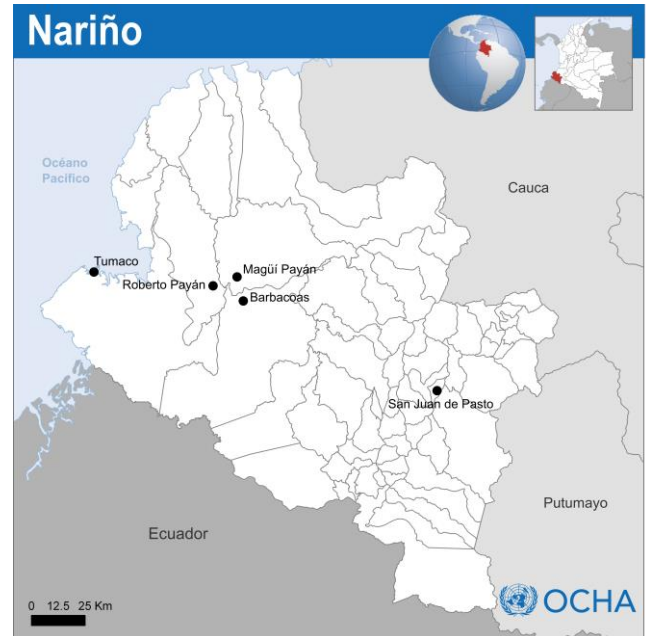 Nariño
Océano
Pacífico
Cauca
Tumaco
Magüí Payán
Roberto Payán
Barbacoas
San Juan de Pasto
Putumayo
Ecuador
0 12.5 25 Km
OCHA